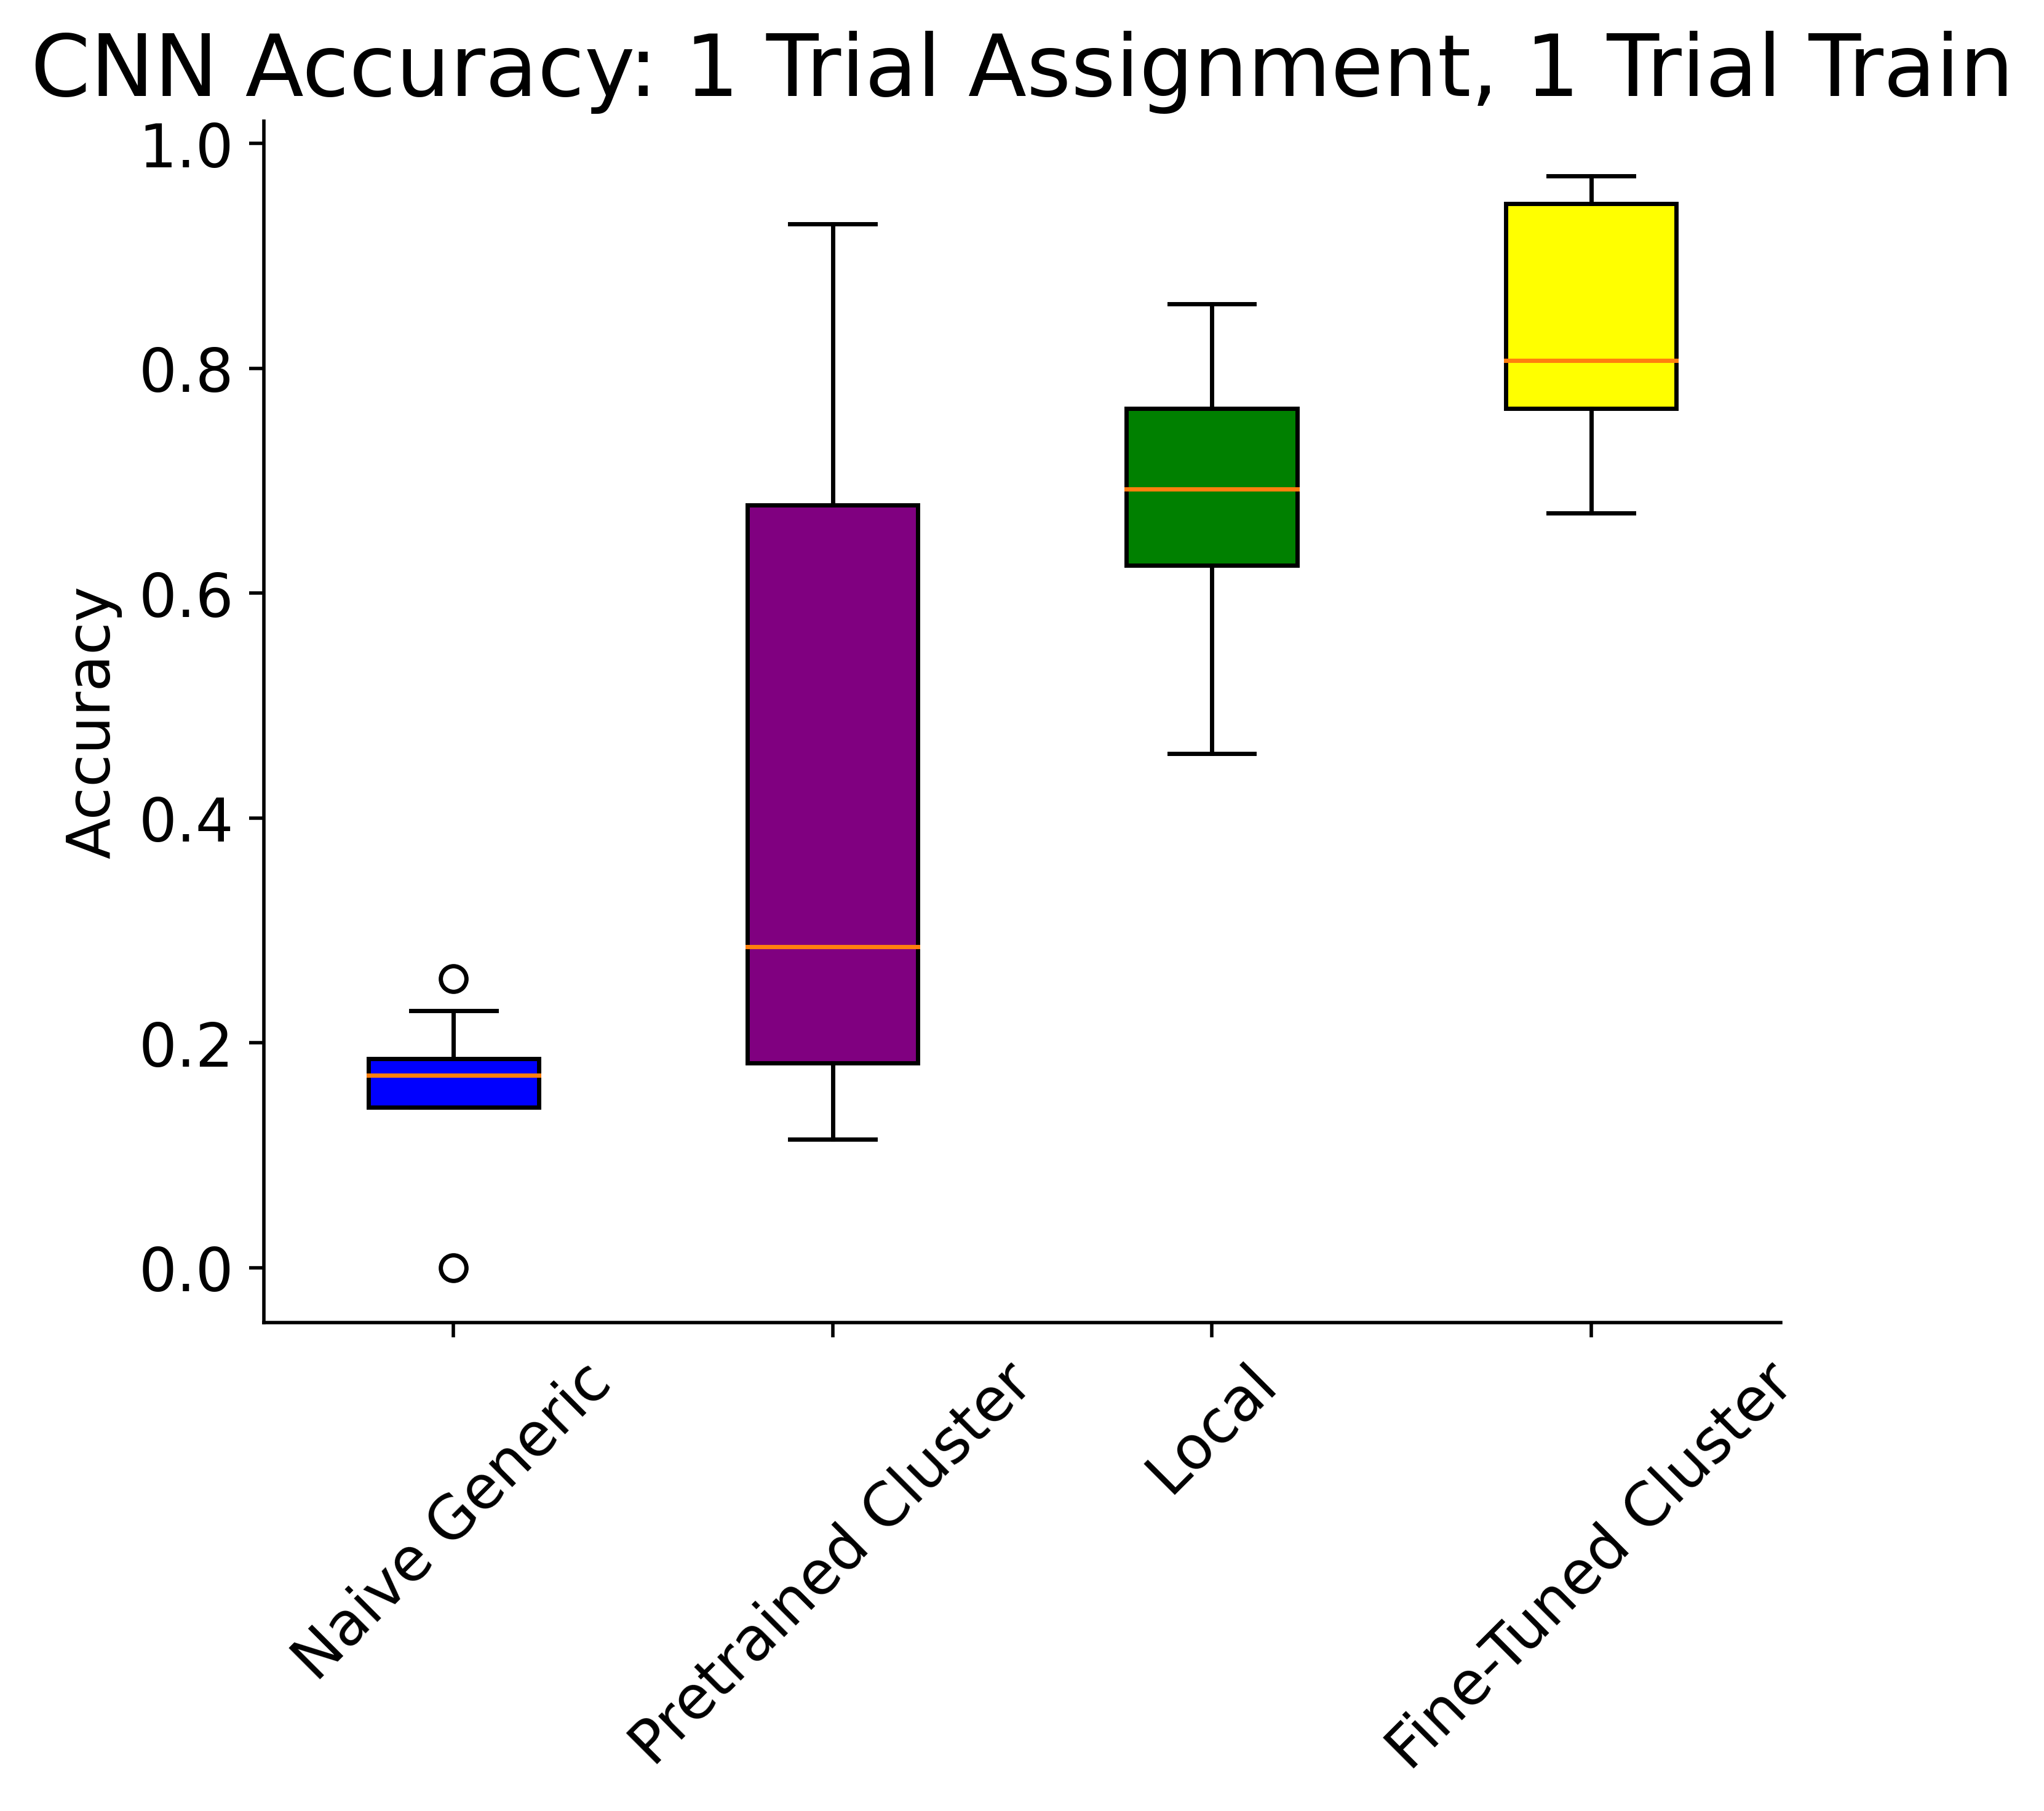 CNN Accuracy: 1 Trial Assignment, 1 Trial Train
1.0
0.8
0.6
0.4
0.2
0.0
Accuracy
Naive Generic
Pretrained Cluster
Local
Fine-Tuned Cluster